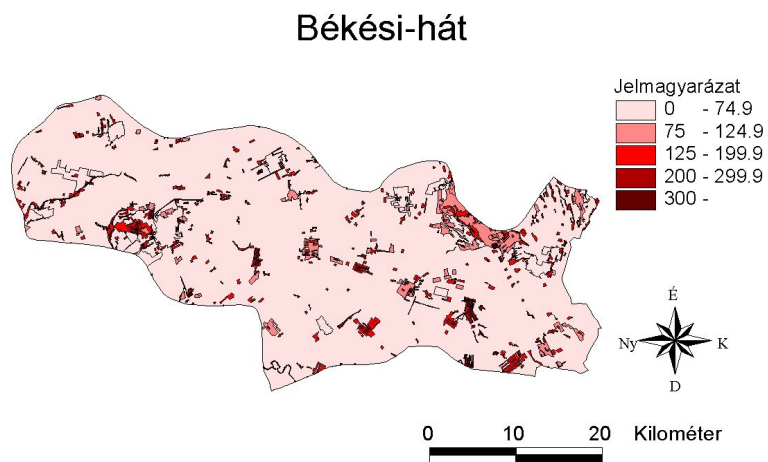 Békési-hát
Jelmagyarázat
0 - 74.9
75 - 124.9
125 - 199.9
200 - 299.9
300 -
É
Ny
K
D
0 10 20 Kilométer